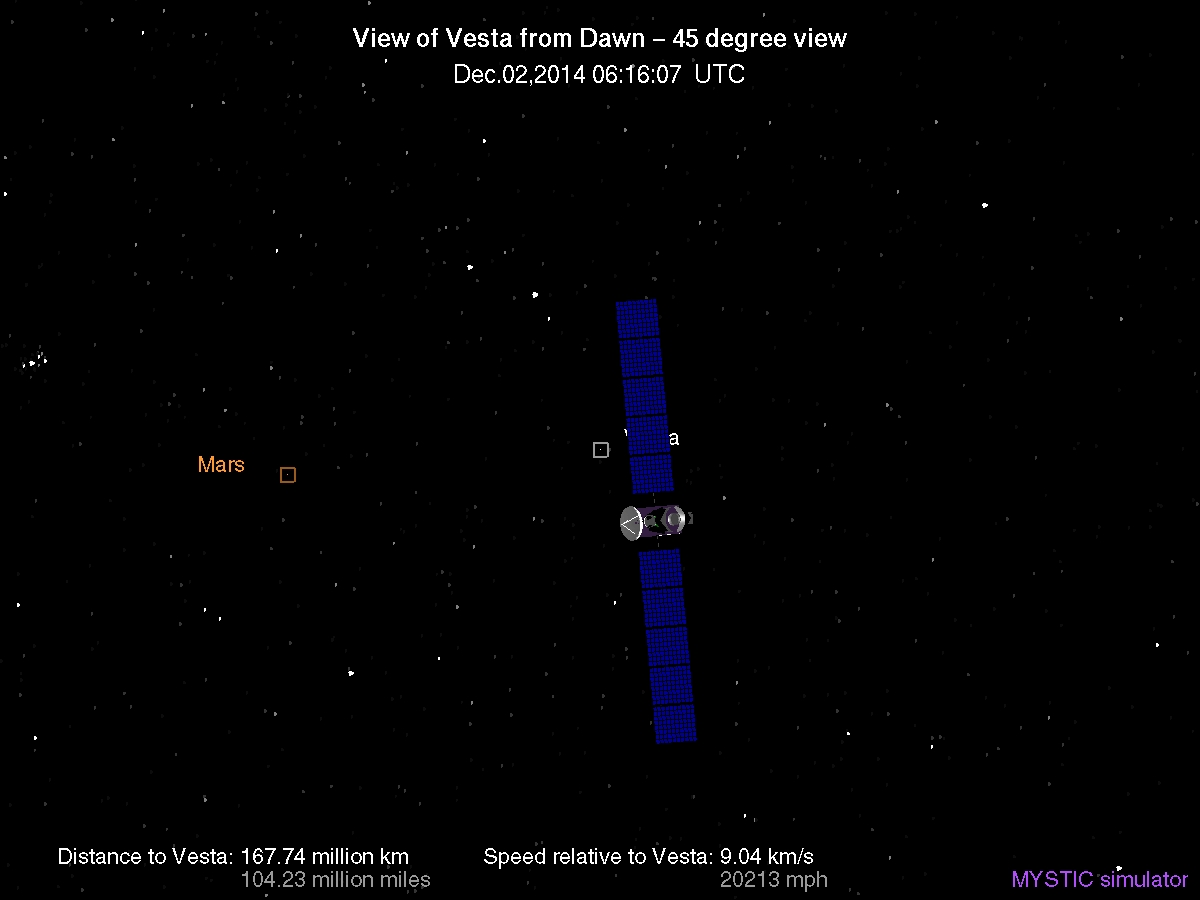 View of Vesta from Dawn – 45 degree view
Dec.02,2014 06:16:07 UTC
Mars
Distance to Vesta: 167.74 million km
104.23 million miles
Speed relative to Vesta: 9.04 km/s
20213 mph
MYSTIC simulator